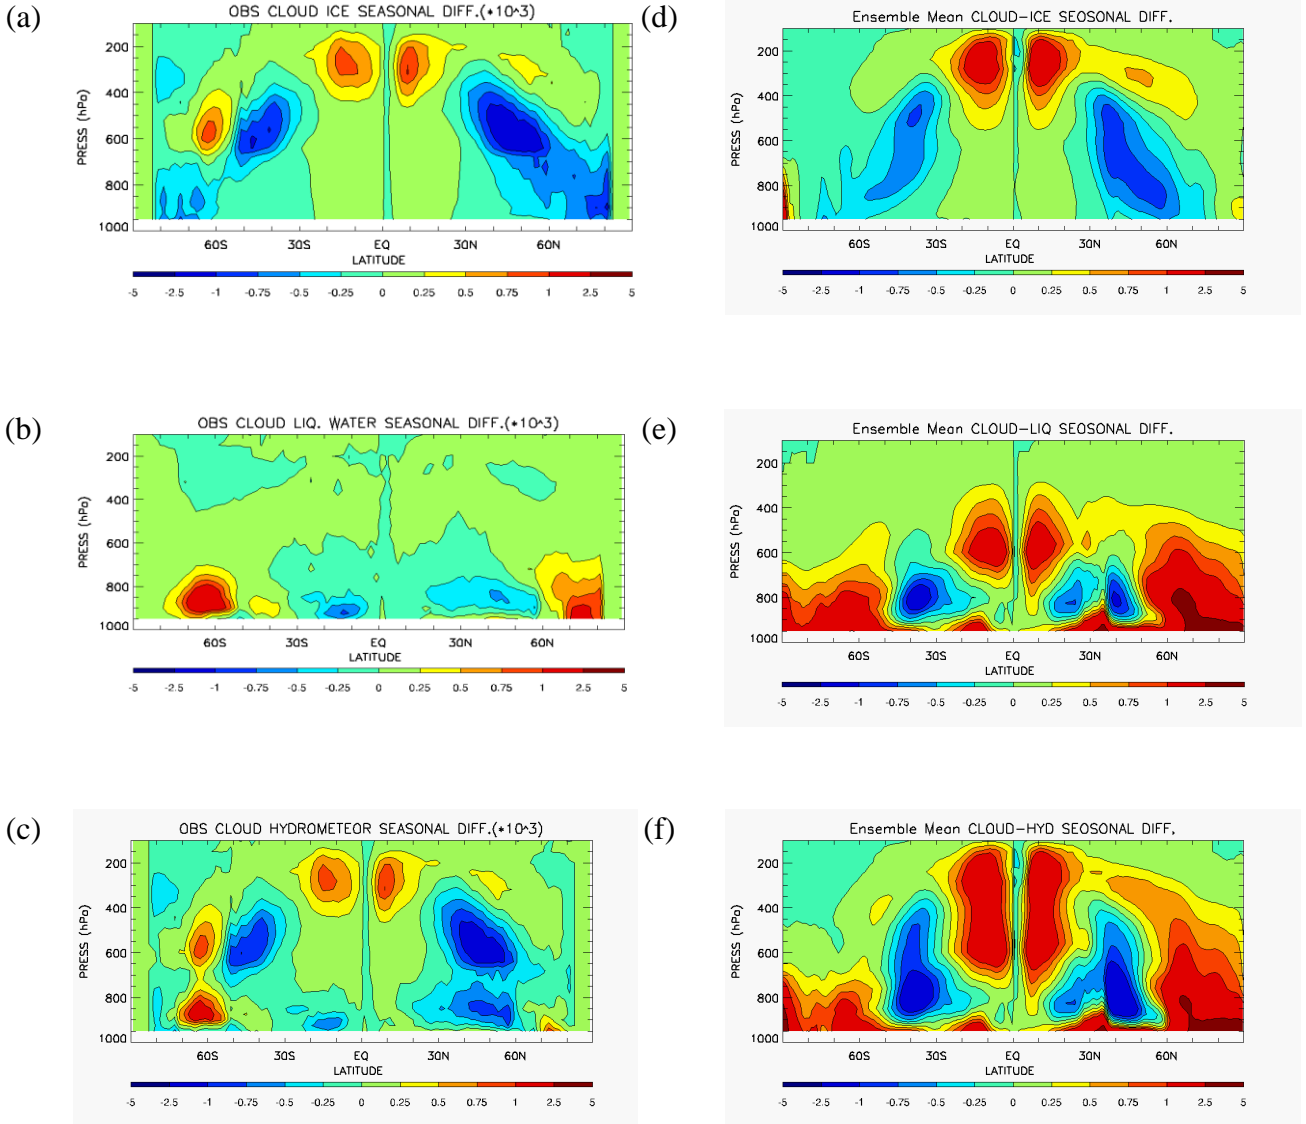 (a)
OBS CLOUD ICE SEASONAL DIFF.(*10^3)
PRESS (hPa)
200
400
600
800
1000
60S 30S EQ 30N 60N
LATITUDE
-5 -2.5 -1 -0.75 -0.5 -0.25 0 0.25 0.5 0.75 1 2.5 5
(d)
Ensemble Mean CLOUD-ICE SEOSONAL DIFF.
PRESS (hPa)
200
400
600
800
1000
60S 30S EQ 30N 60N
LATITUDE
-5 -2.5 -1 -0.75 -0.5 -0.25 0 0.25 0.5 0.75 1 2.5 5
(b)
OBS CLOUD LIQ. WATER SEASONAL DIFF.(*10^3)
PRESS (hPa)
200
400
600
800
1000
60S 30S EQ 30N 60N
LATITUDE
-5 -2.5 -1 -0.75 -0.5 -0.25 0 0.25 0.5 0.75 1 2.5 5
(e)
Ensemble Mean CLOUD-LIQ SEOSONAL DIFF.
PRESS (hPa)
200
400
600
800
1000
60S 30S EQ 30N 60N
LATITUDE
-5 -2.5 -1 -0.75 -0.5 -0.25 0 0.25 0.5 0.75 1 2.5 5
(c)
OBS CLOUD HYDROMETEOR SEASONAL DIFF.(*10^3)
PRESS (hPa)
200
400
600
800
1000
60S 30S EQ 30N 60N
LATITUDE
-5 -2.5 -1 -0.75 -0.5 -0.25 0 0.25 0.5 0.75 1 2.5 5
(f)
Ensemble Mean CLOUD-HYD SEOSONAL DIFF.
PRESS (hPa)
200
400
600
800
1000
60S 30S EQ 30N 60N
LATITUDE
-5 -2.5 -1 -0.75 -0.5 -0.25 0 0.25 0.5 0.75 1 2.5 5